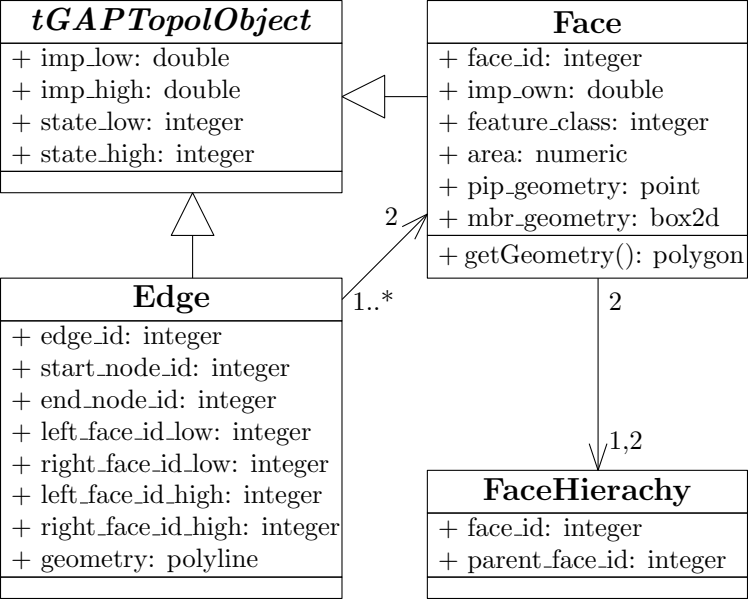 tGAPTopolObject
+ imp_low: double
+ imp_high: double
+ state_low: integer
+ state_high: integer
Face
+ face_id: integer
+ imp_own: double
+ feature_class: integer
+ area: numeric
+ pip_geometry: point
+ mbr_geometry: box2d
+ getGeometry(): polygon
2
1..*
Edge
+ edge_id: integer
+ start_node_id: integer
+ end_node_id: integer
+ left_face_id_low: integer
+ right_face_id_low: integer
+ left_face_id_high: integer
+ right_face_id_high: integer
+ geometry: polyline
2
1,2
FaceHierachy
+ face_id: integer
+ parent_face_id: integer